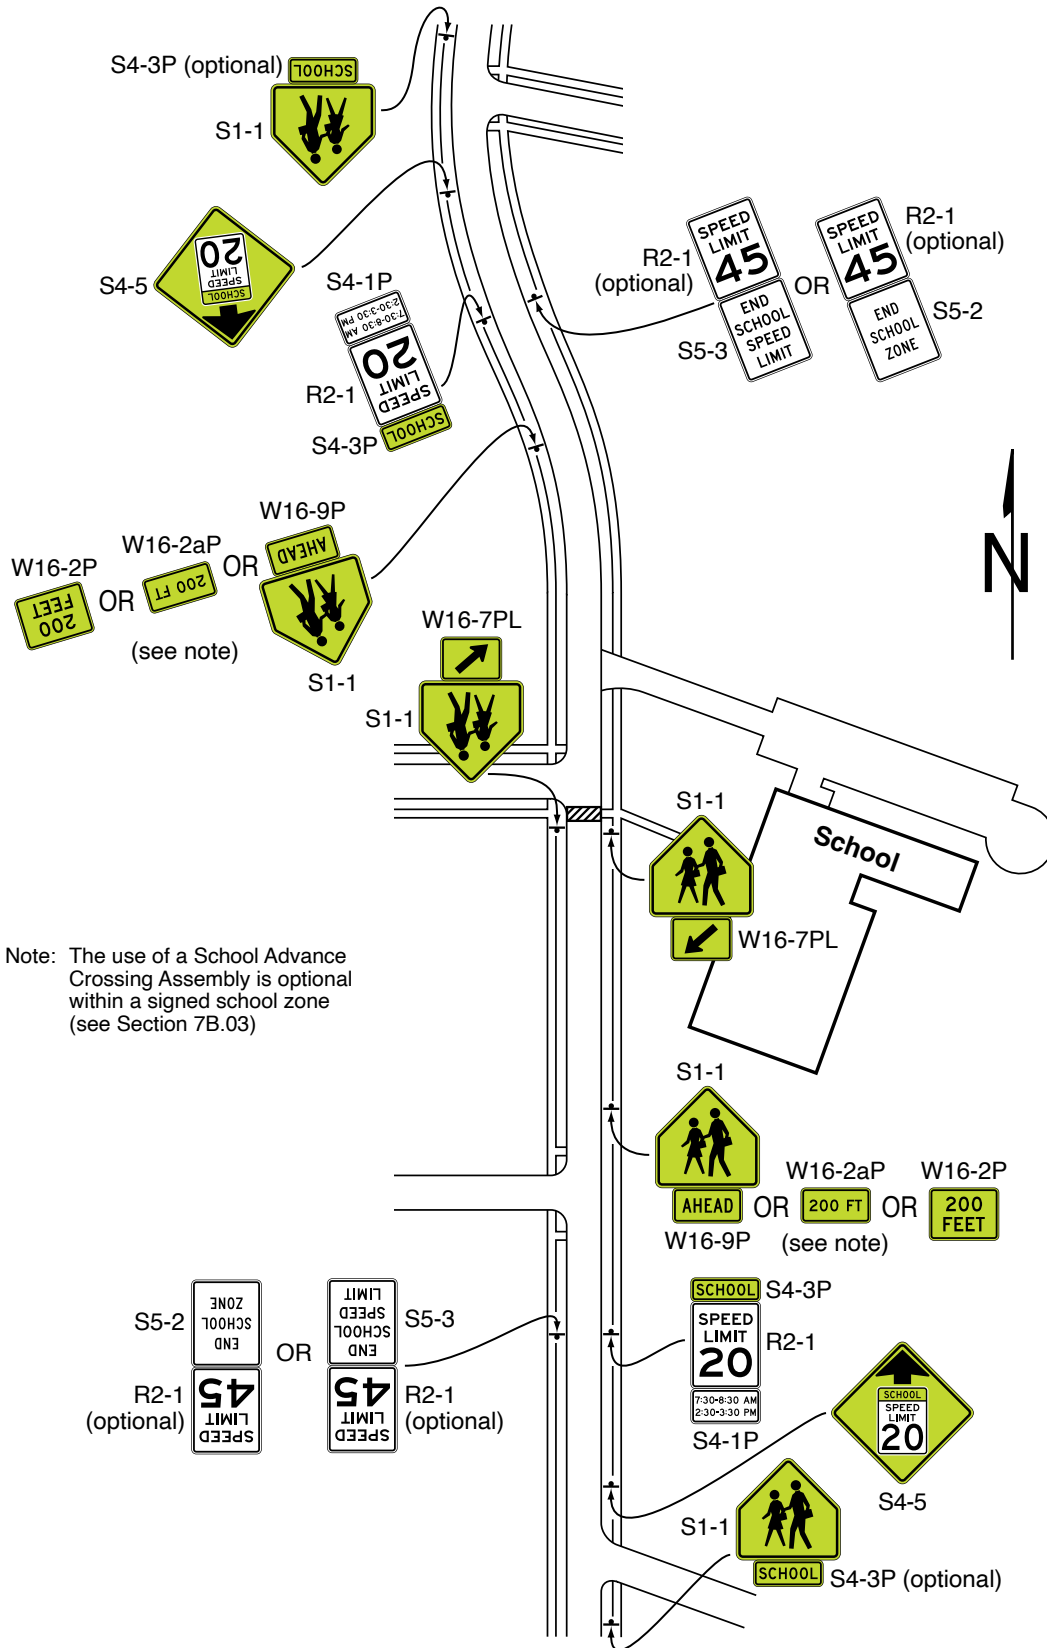 S4-3P (optional)
SCHOOL
S1-1
S4-5
SCHOOL
SPEED
LIMIT
20
S4-1P
7:30-8:30 AM
2:30-3:30 PM
R2-1
SPEED
LIMIT
20
S4-3P
SCHOOL
R2-1
(optional)
SPEED
LIMIT
45
S5-3
END
SCHOOL
SPEED
LIMIT
OR
SPEED
LIMIT
45
R2-1
(optional)
END
SCHOOL
ZONE
S5-2
N
W16-2P
200
FEET
OR
W16-2aP
200 FT
OR
W16-9P
AHEAD
(see note)
S1-1
W16-7PL
S1-1
S1-1
W16-7PL
School
Note: The use of a School Advance
Crossing Assembly is optional
within a signed school zone
(see Section 7B.03)
S1-1
AHEAD
W16-9P
OR
W16-2aP
200 FT
(see note)
OR
W16-2P
200
FEET
S5-2
END
SCHOOL
ZONE
R2-1
(optional)
SPEED
LIMIT
45
OR
END
SCHOOL
SPEED
LIMIT
S5-3
SPEED
LIMIT
45
R2-1
(optional)
SCHOOL
S4-3P
SPEED
LIMIT
20
R2-1
7:30-8:30 AM
2:30-3:30 PM
S4-1P
SCHOOL
SPEED
LIMIT
20
S4-5
S1-1
SCHOOL
S4-3P (optional)